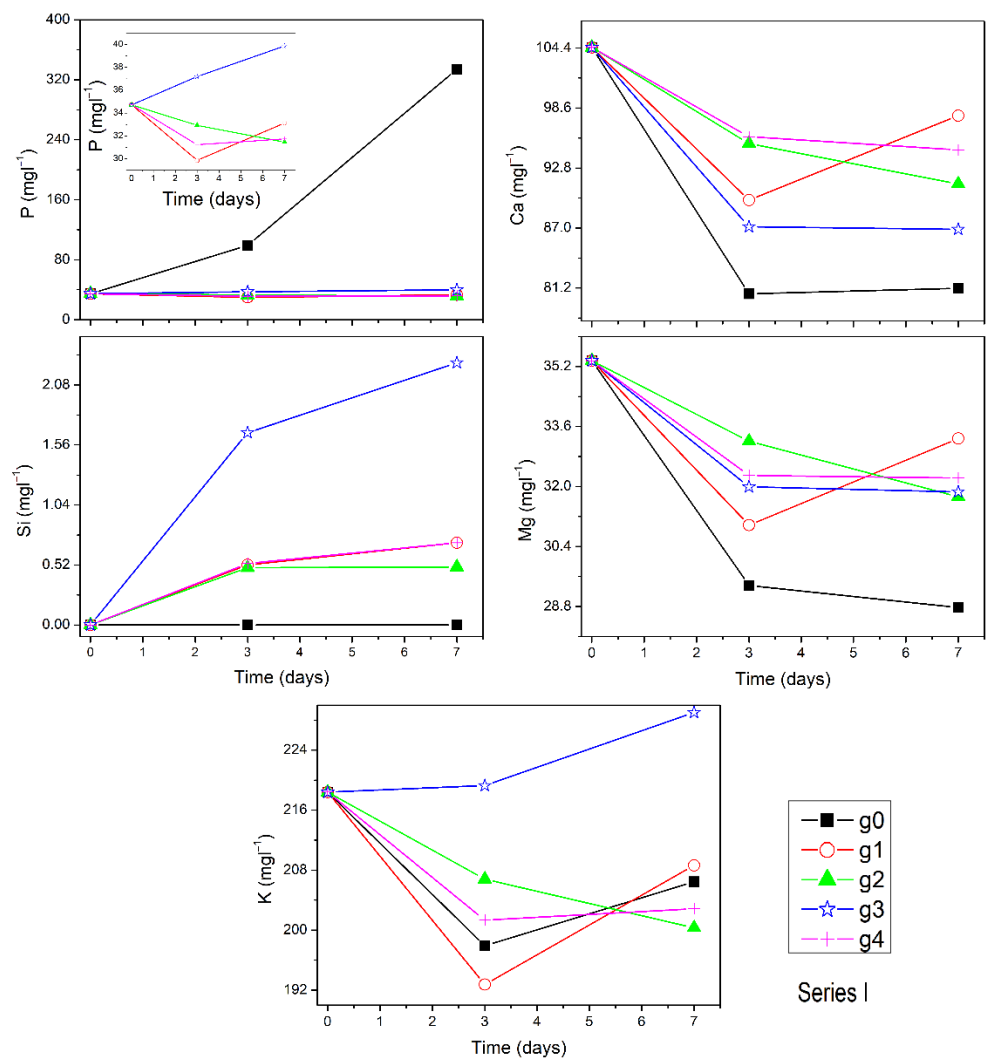 400
320
240
160
80
0
P (mgl⁻¹)
40
38
36
34
32
30
P (mgl⁻¹)
0 1 2 3 4 5 6 7
Time (days)
104.4
98.6
92.8
87.0
81.2
Ca (mgl⁻¹)
2.08
1.56
1.04
0.52
0.00
Si (mgl⁻¹)
0 1 2 3 4 5 6 7
Time (days)
35.2
33.6
32.0
30.4
28.8
Mg (mgl⁻¹)
0 1 2 3 4 5 6 7
Time (days)
224
216
208
200
192
K (mgl⁻¹)
0 1 2 3 4 5 6 7
Time (days)
g0
g1
g2
g3
g4
Series I